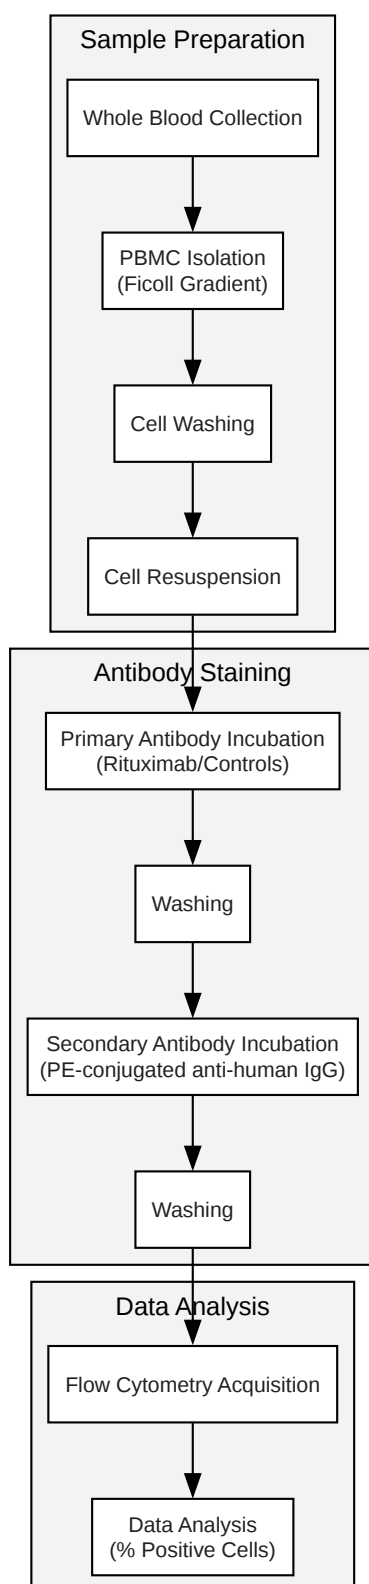 Sample Preparation
Whole Blood Collection
PBMC Isolation
(Ficoll Gradient)
Cell Washing
Cell Resuspension
Antibody Staining
Primary Antibody Incubation
(Rituximab/Controls)
Washing
Secondary Antibody Incubation
(PE-conjugated anti-human IgG)
Washing
Data Analysis
Flow Cytometry Acquisition
Data Analysis
(% Positive Cells)